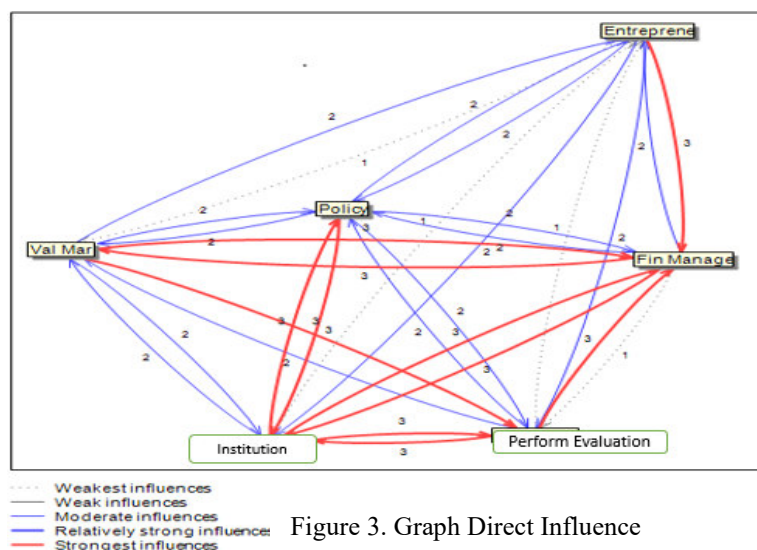 Entreprene
2
2
2
1
2
3
2
Policy
2
2
3
1
2
2
2
2
Val Mar
Fin Manage
3
3
3
3
2
3
2
2
3
1
2
2
3
Institution
3
Perform Evaluation
Weakest influences
Weak influences
Moderate influences
Relatively strong influences
Strongest influences
Figure 3. Graph Direct Influence